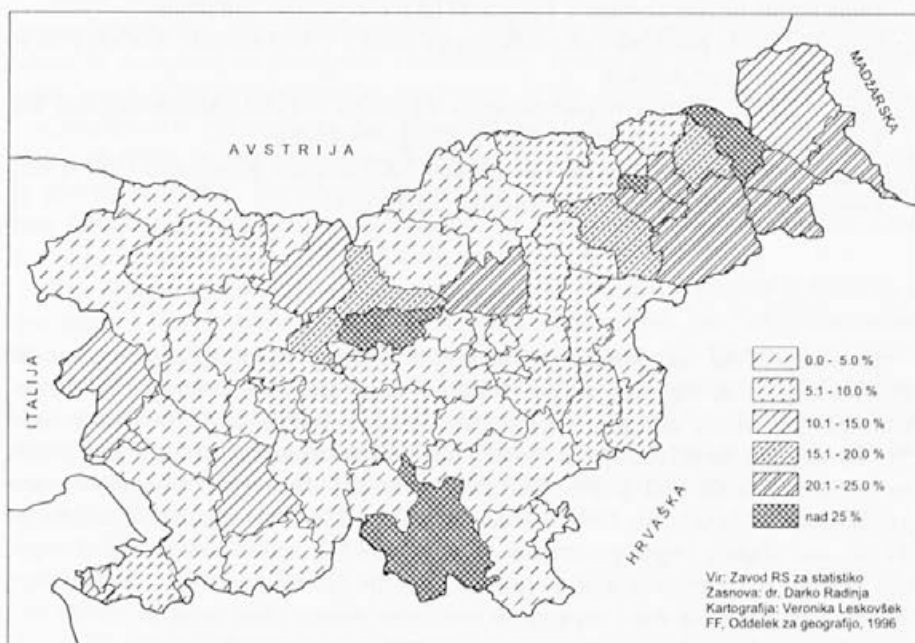 MADŽARSKA
AVSTRIJA
ITALIJA
HRVAŠKA
0.0 - 5.0 %
5.1 - 10.0 %
10.1 - 15.0 %
15.1 - 20.0 %
20.1 - 25.0 %
nad 25 %
Vir: Zavod RS za statistiko
Zasnova: dr. Darko Radinja
Kartografija: Veronika Leskovšek
FF, Oddelek za geografijo, 1996